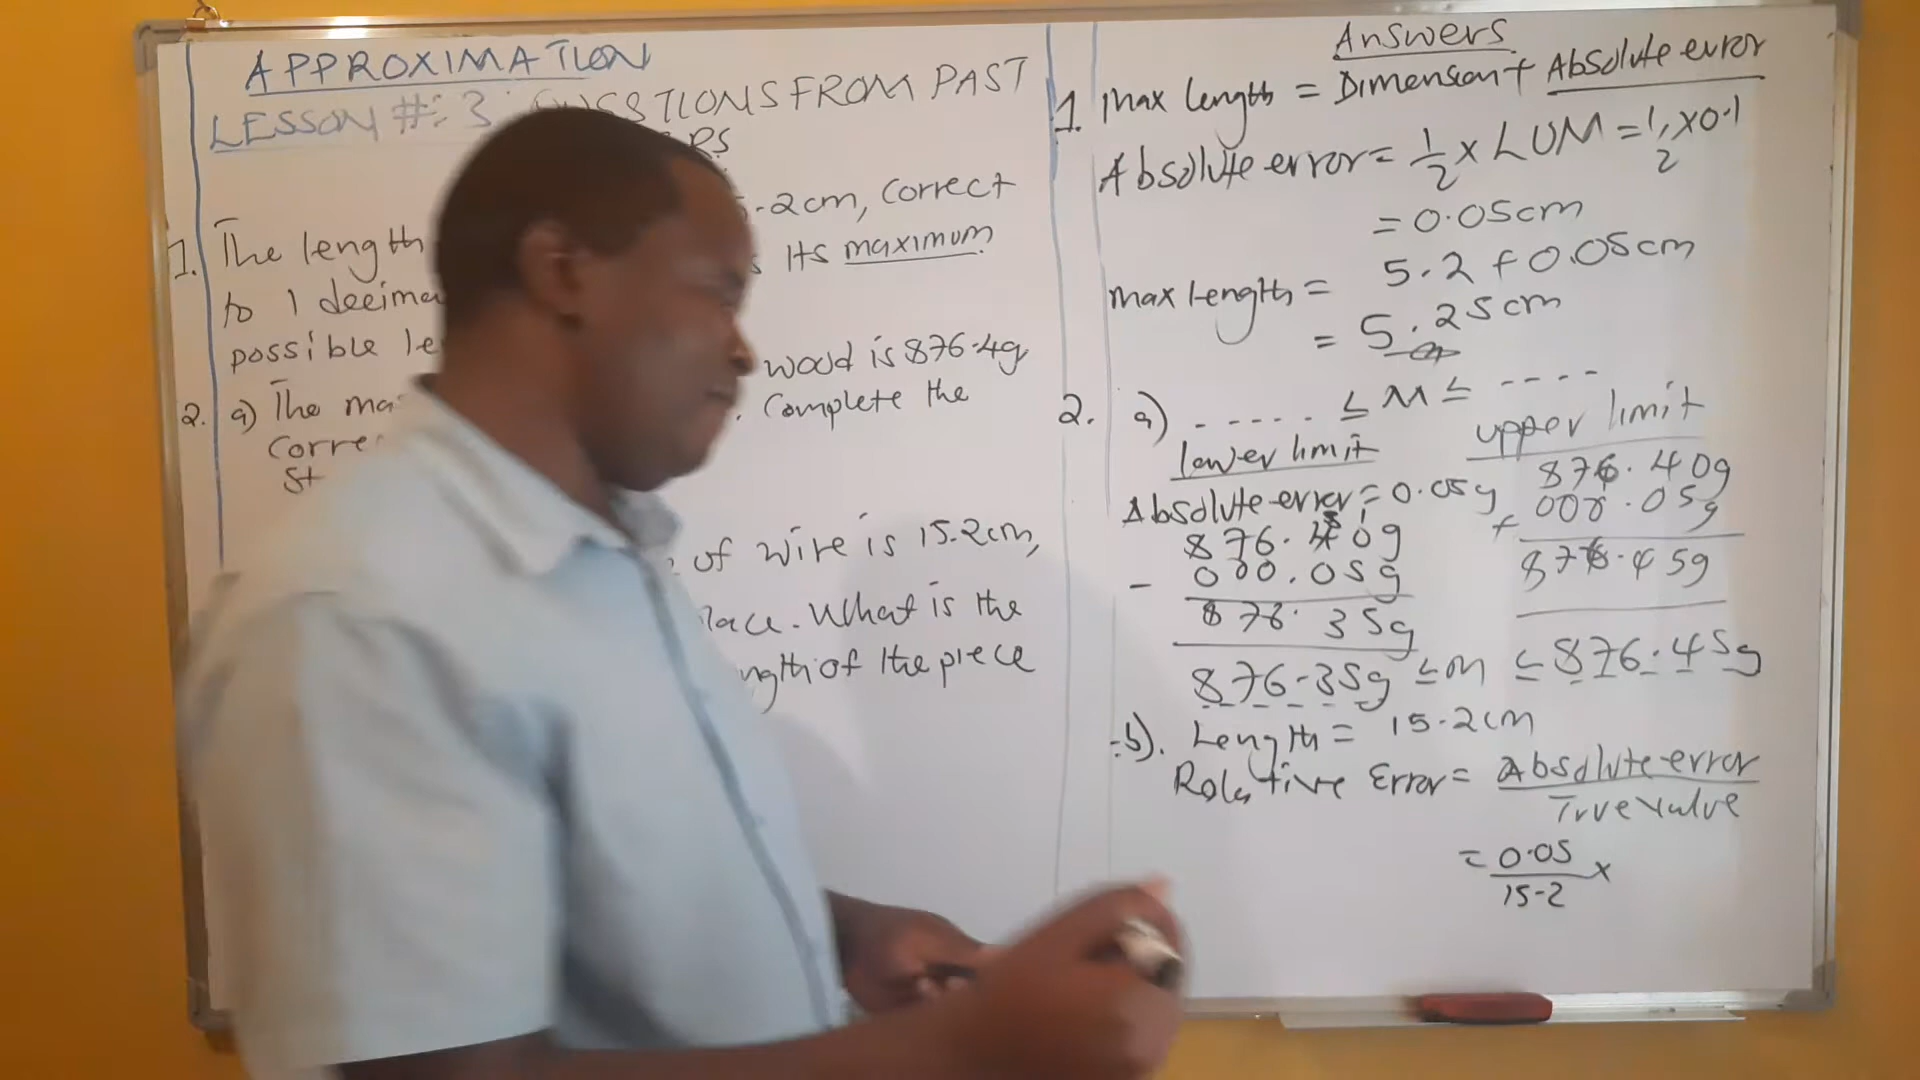 APPROXIMATION
LESSON #: 3 QUESTIONS FROM PAST
RS
1. The length 5.2cm, correct
to 1 decima its maximum
possible le
2. a) The ma wood is 876.4g
Corre Complete the
St
of wire is 15.2cm,
lace. What is the
ngth of the piece
Answers
1. max length = Dimension + Absolute error
Absolute error = 1/2 x LUM = 1/2 x 0.1
= 0.05cm
max length = 5.2 + 0.05cm
= 5.25cm
2. a) ------ ≤ M ≤ ----
lower limit upper limit
Absolute error = 0.05g
876.40g
- 000.05g
876.35g
876.40g
+ 000.05g
876.45g
876.35g ≤ m ≤ 876.45g
b). Length = 15.2cm
Relative Error = Absolute error
True value
= 0.05 x
15.2